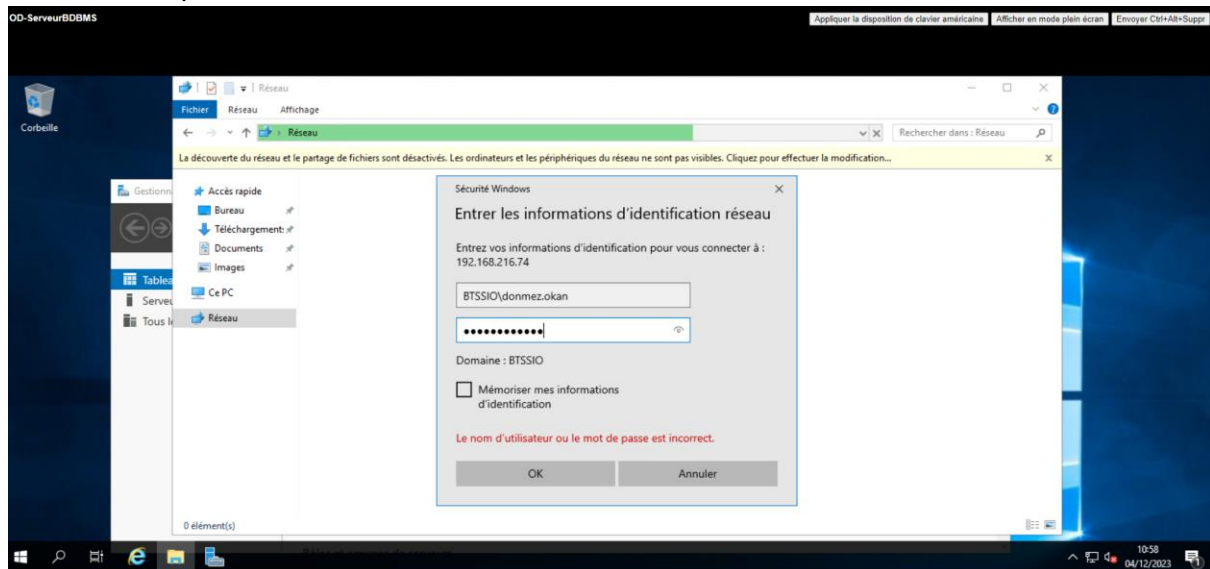 OD-ServeurBDBMS
Appliquer la disposition de clavier américaine
Afficher en mode plein écran
Envoyer Ctrl+Alt+Suppr
Corbeille
Réseau
Fichier Réseau Affichage
Réseau
Rechercher dans : Réseau
La découverte du réseau et le partage de fichiers sont désactivés. Les ordinateurs et les périphériques du réseau ne sont pas visibles. Cliquez pour effectuer la modification...
Gestionn
Tablea
Serveu
Tous l
Accès rapide
Bureau
Téléchargement:
Documents
Images
Ce PC
Réseau
Sécurité Windows
Entrer les informations d'identification réseau
Entrez vos informations d'identification pour vous connecter à :
192.168.216.74
BTSSIO\donmez.okan
Domaine : BTSSIO
Mémoriser mes informations
d'identification
Le nom d'utilisateur ou le mot de passe est incorrect.
OK Annuler
0 élément(s)
10:58
04/12/2023